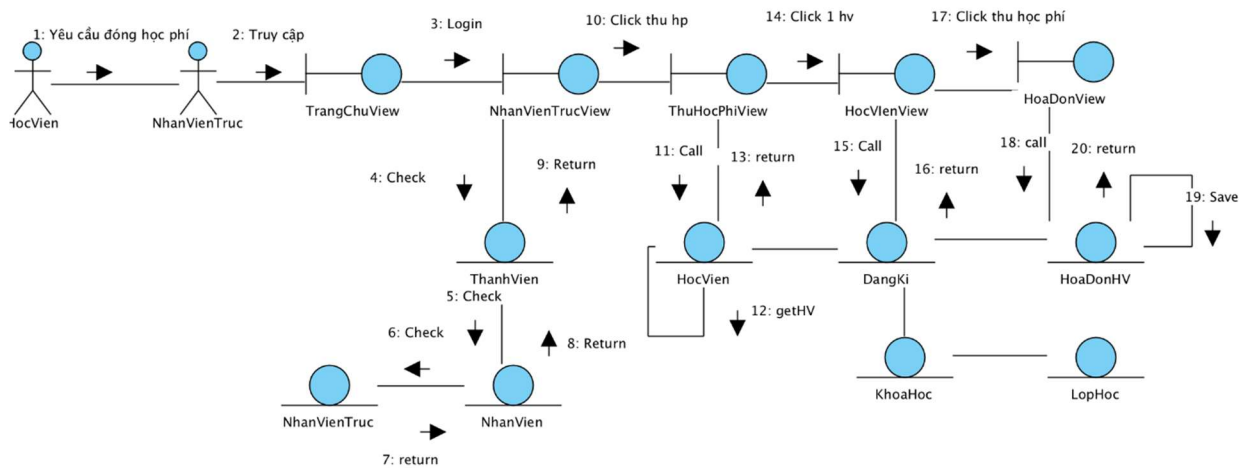 1: Yêu cầu đóng học phí
2: Truy cập
3: Login
10: Click thu hp
14: Click 1 hv
17: Click thu học phí
HocVien
NhanVienTruc
TrangChuView
NhanVienTrucView
ThuHocPhiView
HocVIenView
HoaDonView
4: Check
9: Return
11: Call
13: return
15: Call
16: return
18: call
20: return
19: Save
ThanhVien
HocVien
DangKi
HoaDonHV
5: Check
6: Check
8: Return
12: getHV
NhanVienTruc
NhanVien
KhoaHoc
LopHoc
7: return